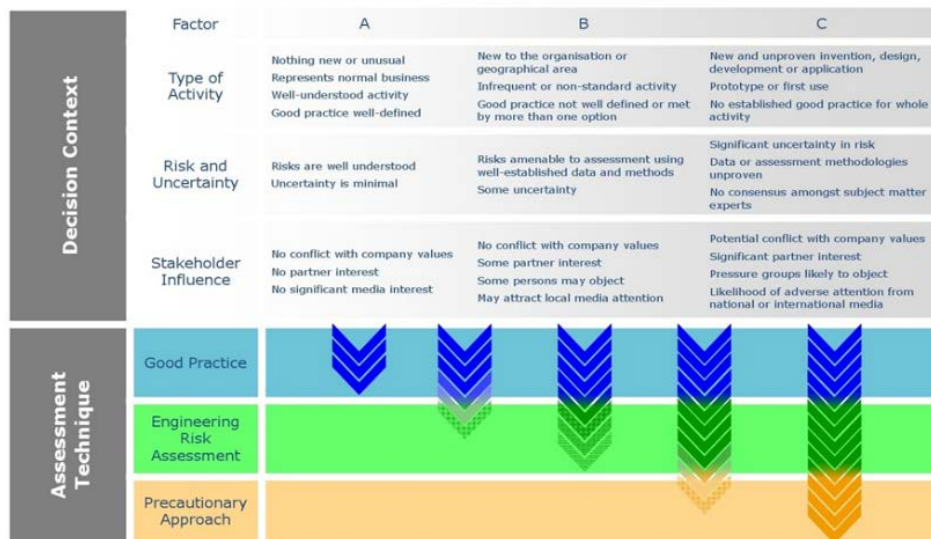 Factor
A
B
C
Decision Context
Type of
Activity
Nothing new or unusual
Represents normal business
Well-understood activity
Good practice well-defined
New to the organisation or
geographical area
Infrequent or non-standard activity
Good practice not well defined or met
by more than one option
New and unproven invention, design,
development or application
Prototype or first use
No established good practice for whole
activity
Risk and
Uncertainty
Risks are well understood
Uncertainty is minimal
Risks amenable to assessment using
well-established data and methods
Some uncertainty
Significant uncertainty in risk
Data or assessment methodologies
unproven
No consensus amongst subject matter
experts
Stakeholder
Influence
No conflict with company values
No partner interest
No significant media interest
No conflict with company values
Some partner interest
Some persons may object
May attract local media attention
Potential conflict with company values
Significant partner interest
Pressure groups likely to object
Likelihood of adverse attention from
national or international media
Assessment
Technique
Good Practice
Engineering
Risk
Assessment
Precautionary
Approach